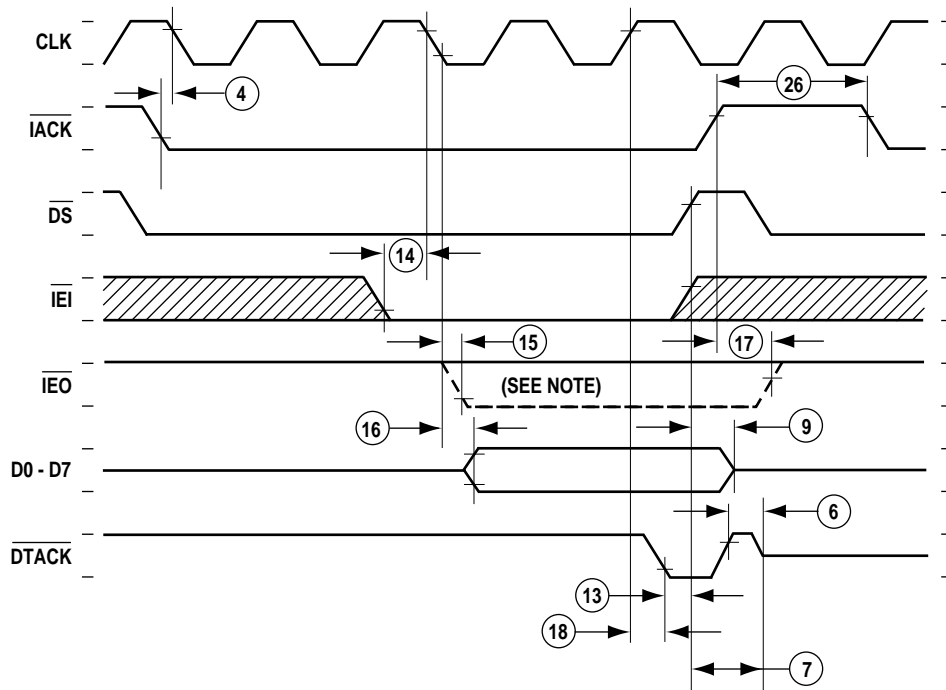 CLK
4
26
IACK
DS
14
IEI
15
17
IEO
(SEE NOTE)
16
9
D0 - D7
6
DTACK
13
18
7